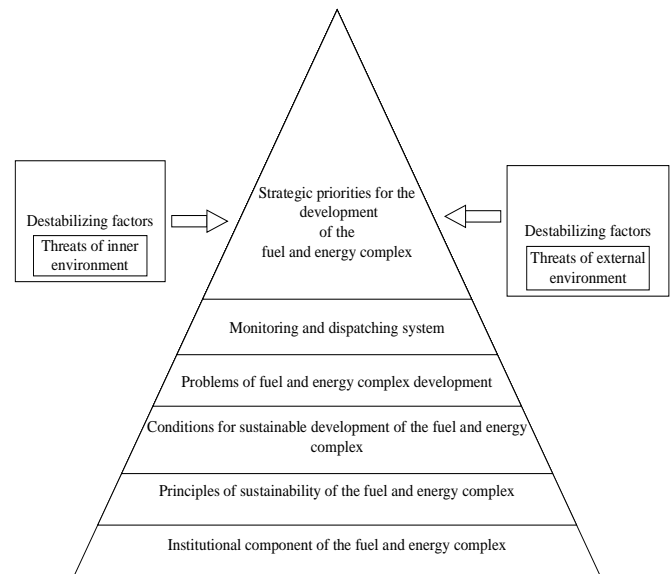 Strategic priorities for the
development
of the
fuel and energy complex
Destabilizing factors
Threats of inner
environment
Destabilizing factors
Threats of external
environment
Monitoring and dispatching system
Problems of fuel and energy complex development
Conditions for sustainable development of the fuel and energy
complex
Principles of sustainability of the fuel and energy complex
Institutional component of the fuel and energy complex